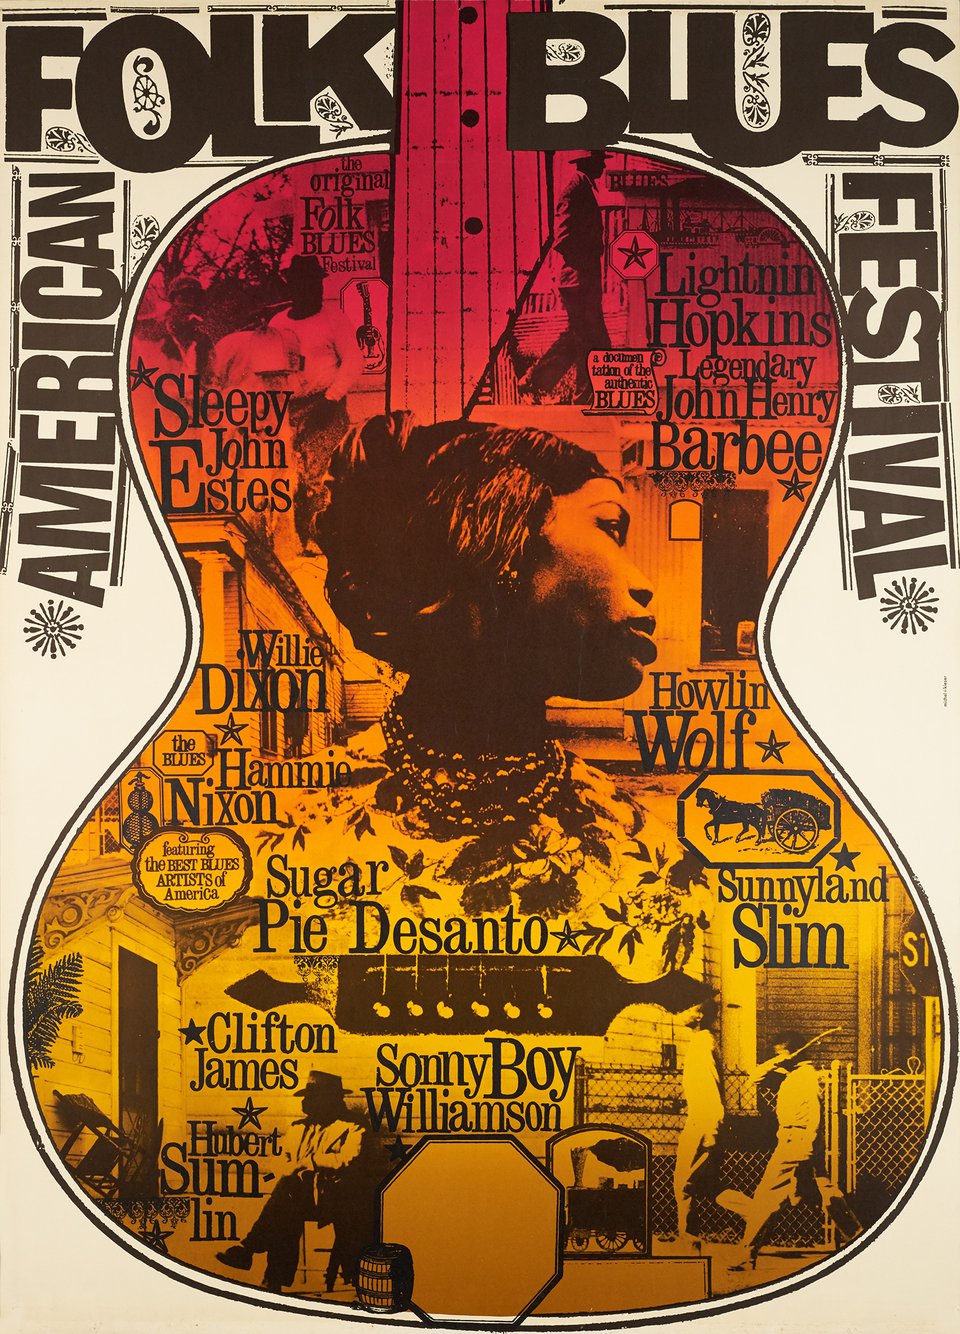 FOLK BLUES
AMERICAN
FESTIVAL
the
original
Folk
BLUES
Festival
BLUES
Lightnin
Hopkins
a documen
tation of the
authentic
BLUES
Legendary
John Henry
Barbee
Sleepy
John
Estes
Willie
Dixon
the
BLUES
Hammie
Nixon
featuring
the BEST BLUES
ARTISTS of
America
Howlin
Wolf
Sugar
Pie Desanto
Sunnyland
Slim
ST
Clifton
James
Sonny Boy
Williamson
Hubert
Sum-
lin